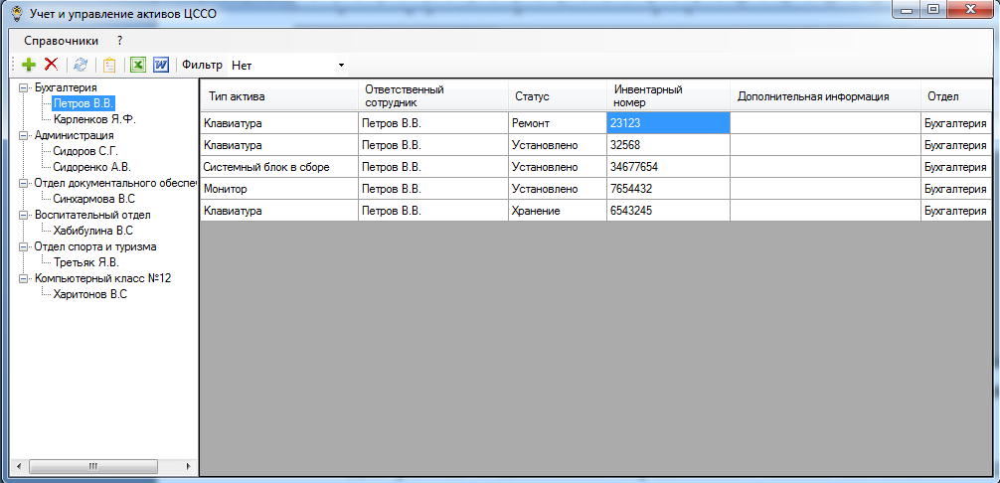 Учет и управление активов ЦССО
Справочники ?
Фильтр Нет
Бухгалтерия
Петров В.В.
Карленков Я.Ф.
Администрация
Сидоров С.Г.
Сидоренко А.В.
Отдел документального обеспеч
Синхармова В.С
Воспитательный отдел
Хабибулина В.С
Отдел спорта и туризма
Третьяк Я.В.
Компьютерный класс №12
Харитонов В.С
Тип актива Ответственный сотрудник Статус Инвентарный номер Дополнительная информация Отдел
Клавиатура Петров В.В. Ремонт 23123 Бухгалтерия
Клавиатура Петров В.В. Установлено 32568 Бухгалтерия
Системный блок в сборе Петров В.В. Установлено 34677654 Бухгалтерия
Монитор Петров В.В. Установлено 7654432 Бухгалтерия
Клавиатура Петров В.В. Хранение 6543245 Бухгалтерия